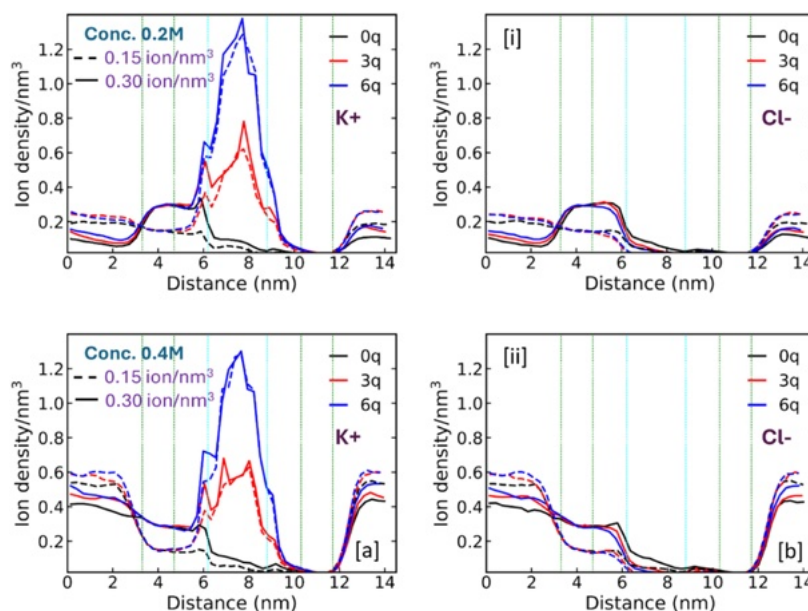 Ion density/nm³
1.2
1.0
0.8
0.6
0.4
0.2
Conc. 0.2M
0.15 ion/nm³
0.30 ion/nm³
0q
3q
6q
K+
0 2 4 6 8 10 12 14
Distance (nm)
Ion density/nm³
1.2
1.0
0.8
0.6
0.4
0.2
[i]
0q
3q
6q
Cl-
0 2 4 6 8 10 12 14
Distance (nm)
Ion density/nm³
1.2
1.0
0.8
0.6
0.4
0.2
Conc. 0.4M
0.15 ion/nm³
0.30 ion/nm³
0q
3q
6q
K+
[a]
0 2 4 6 8 10 12 14
Distance (nm)
Ion density/nm³
1.2
1.0
0.8
0.6
0.4
0.2
[ii]
0q
3q
6q
Cl-
[b]
0 2 4 6 8 10 12 14
Distance (nm)